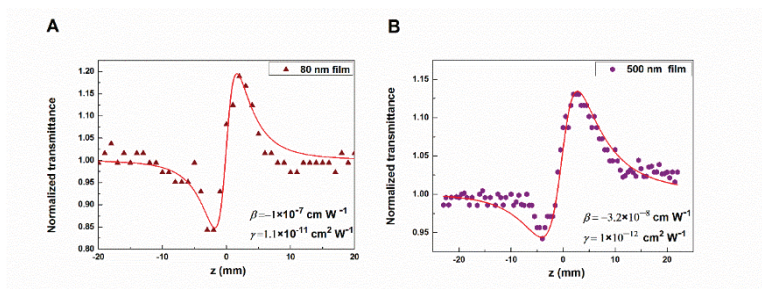 A
B
80 nm film
500 nm film
Normalized transmittance
1.20
1.15
1.10
1.05
1.00
0.95
0.90
0.85
0.80
-20
-10
0
10
20
z (mm)
β=-1×10⁻⁷ cm W⁻¹
γ=1.1×10⁻¹¹ cm² W⁻¹
Normalized transmittance
1.15
1.10
1.05
1.00
0.95
-20
-10
0
10
20
z (mm)
β=-3.2×10⁻⁸ cm W⁻¹
γ=1×10⁻¹² cm² W⁻¹